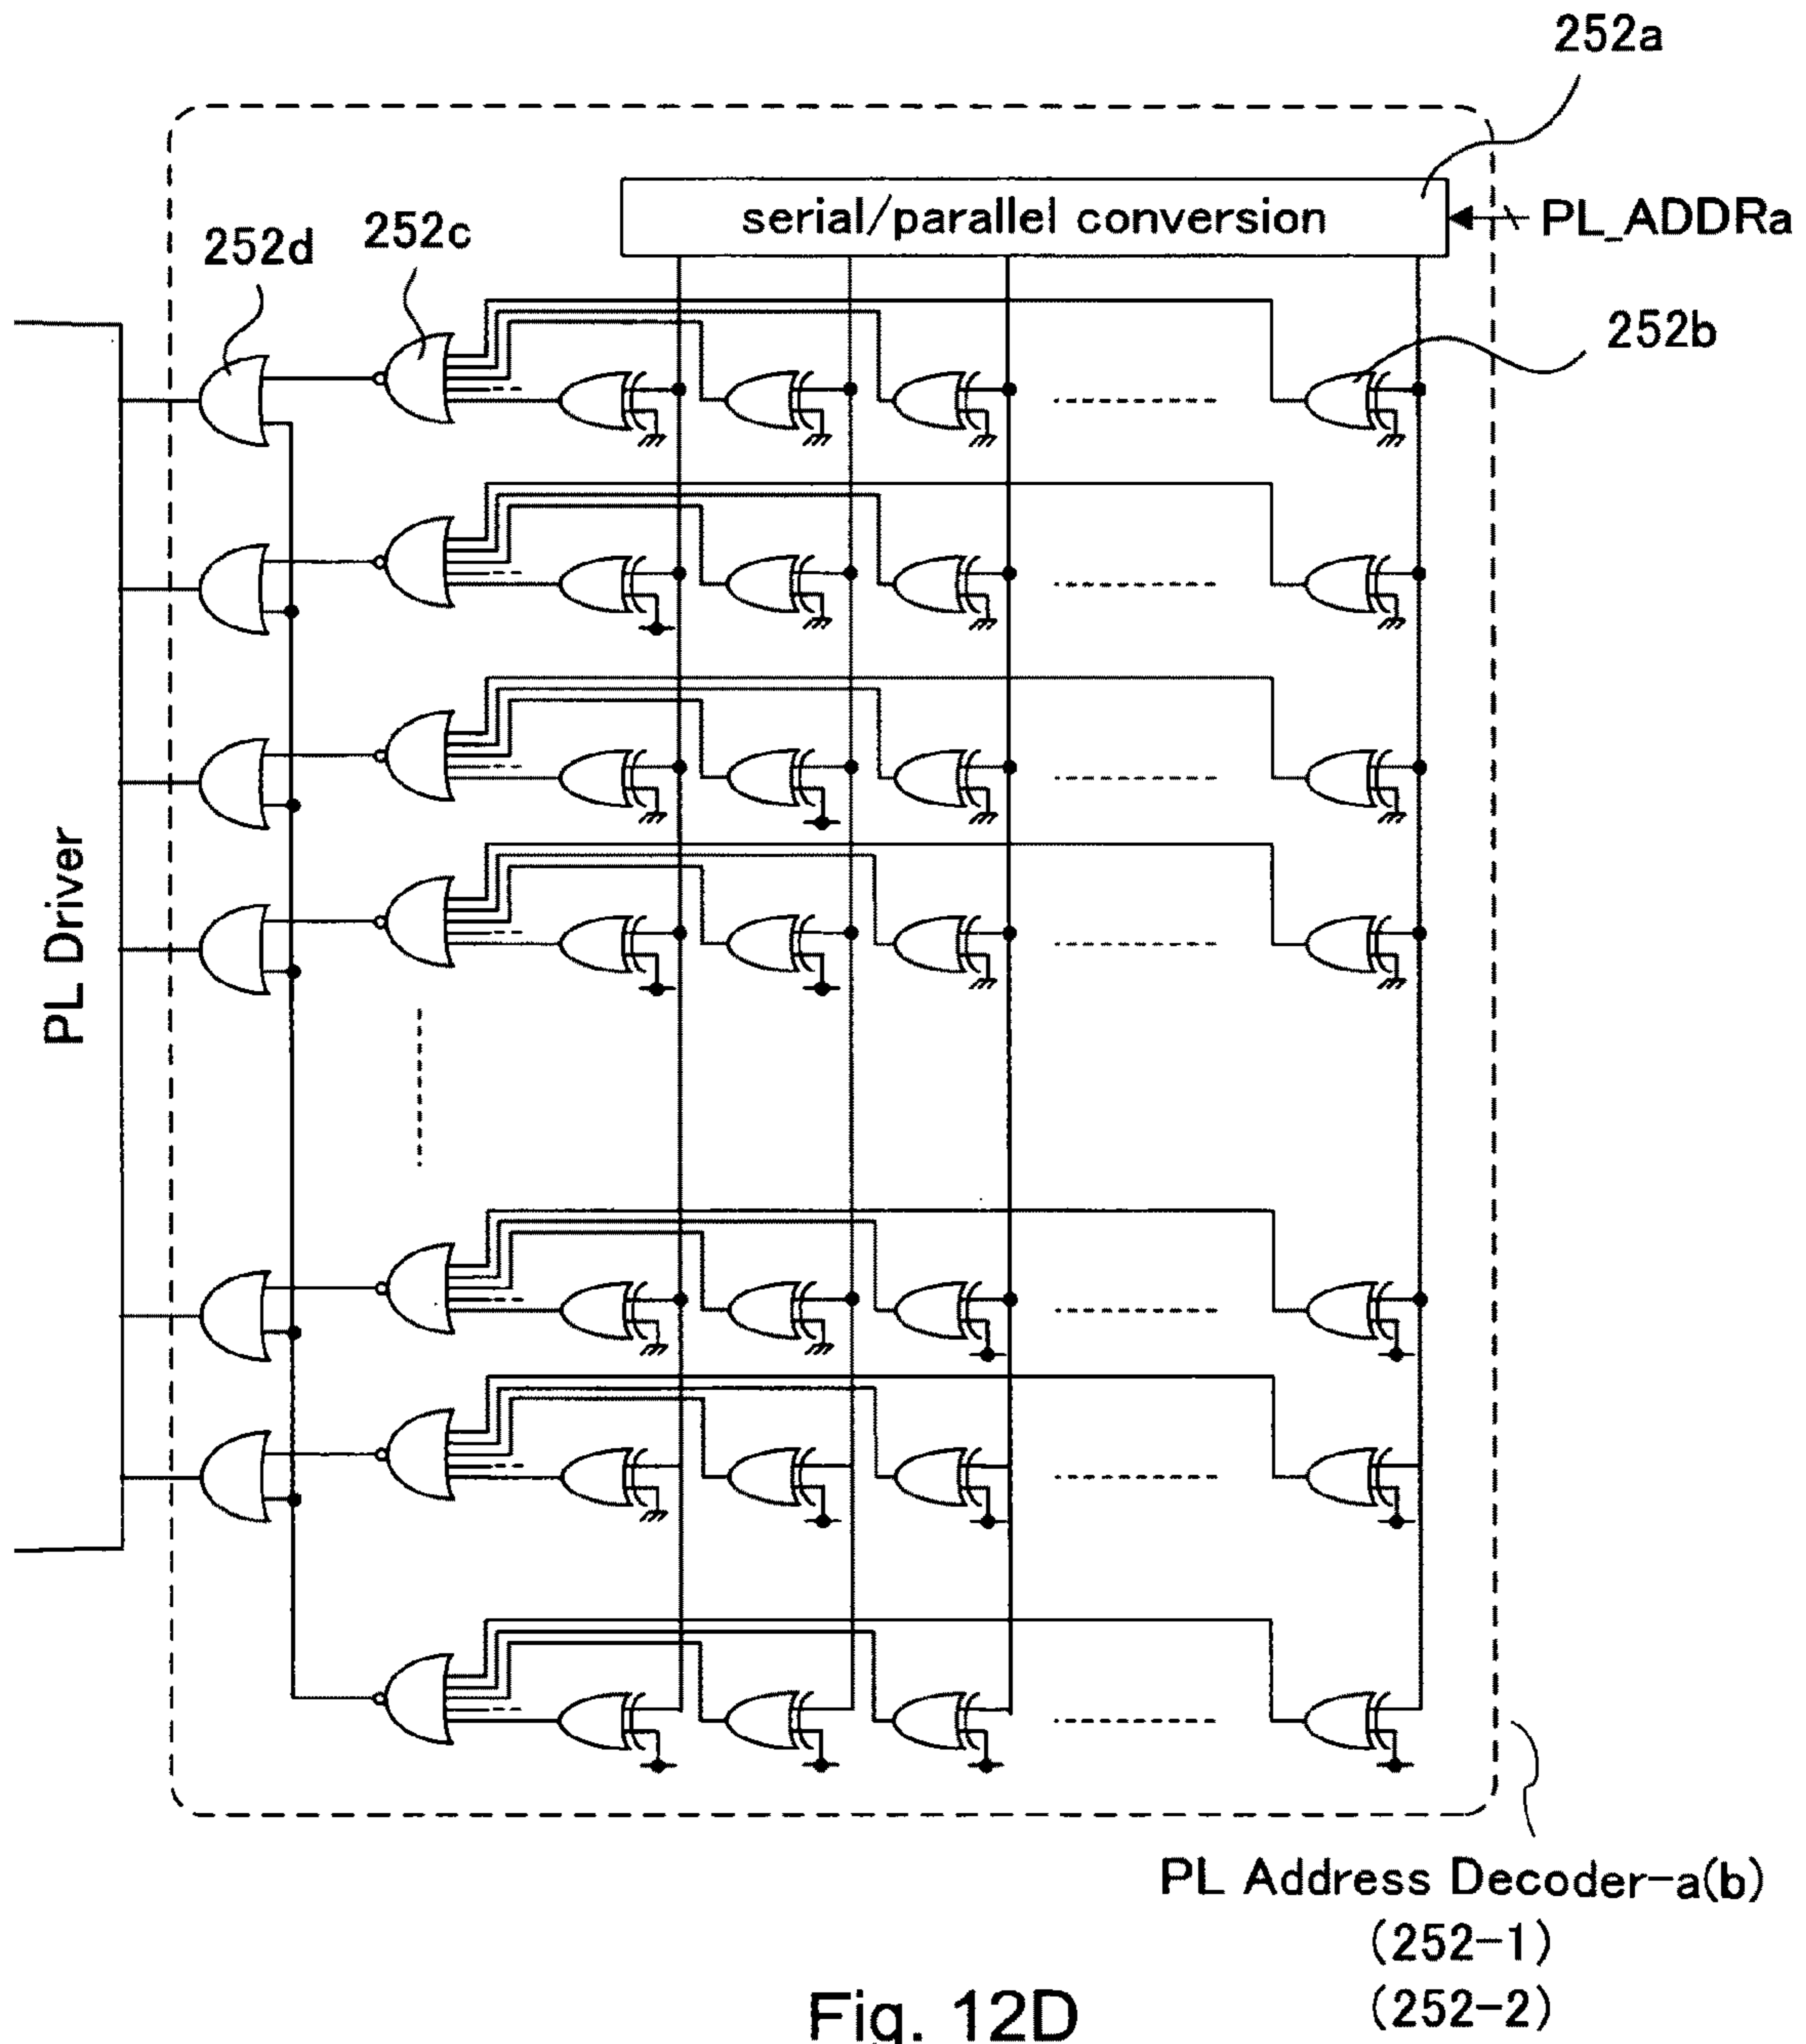 252a
serial/parallel conversion
PL_ADDRa
252d
252c
252b
PL Driver
PL Address Decoder-a(b)
(252-1)
(252-2)
Fig. 12D